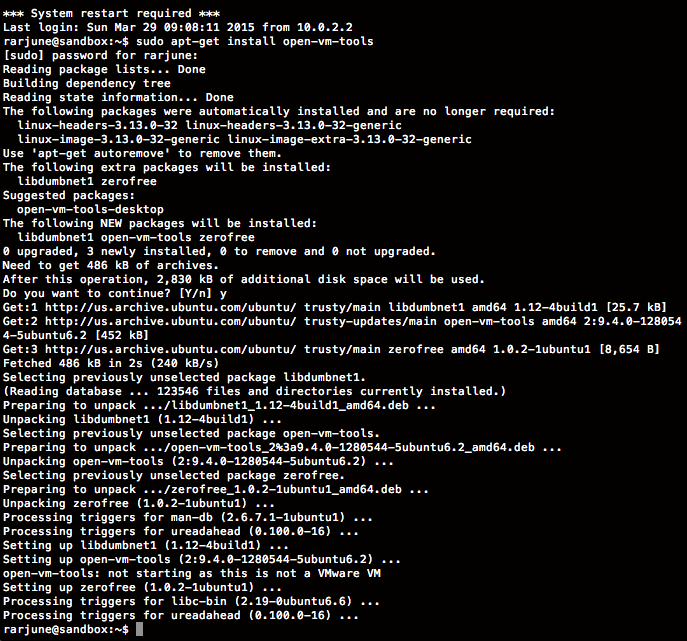 *** System restart required ***
Last login: Sun Mar 29 09:08:11 2015 from 10.0.2.2
rarjune@sandbox:~$ sudo apt-get install open-vm-tools
[sudo] password for rarjune:
Reading package lists... Done
Building dependency tree
Reading state information... Done
The following packages were automatically installed and are no longer required:
  linux-headers-3.13.0-32 linux-headers-3.13.0-32-generic
  linux-image-3.13.0-32-generic linux-image-extra-3.13.0-32-generic
Use 'apt-get autoremove' to remove them.
The following extra packages will be installed:
  libdumbnet1 zerofree
Suggested packages:
  open-vm-tools-desktop
The following NEW packages will be installed:
  libdumbnet1 open-vm-tools zerofree
0 upgraded, 3 newly installed, 0 to remove and 0 not upgraded.
Need to get 486 kB of archives.
After this operation, 2,830 kB of additional disk space will be used.
Do you want to continue? [Y/n] y
Get:1 http://us.archive.ubuntu.com/ubuntu/ trusty/main libdumbnet1 amd64 1.12-4build1 [25.7 kB]
Get:2 http://us.archive.ubuntu.com/ubuntu/ trusty-updates/main open-vm-tools amd64 2:9.4.0-128054
4-5ubuntu6.2 [452 kB]
Get:3 http://us.archive.ubuntu.com/ubuntu/ trusty/main zerofree amd64 1.0.2-1ubuntu1 [8,654 B]
Fetched 486 kB in 2s (240 kB/s)
Selecting previously unselected package libdumbnet1.
(Reading database ... 123546 files and directories currently installed.)
Preparing to unpack .../libdumbnet1_1.12-4build1_amd64.deb ...
Unpacking libdumbnet1 (1.12-4build1) ...
Selecting previously unselected package open-vm-tools.
Preparing to unpack .../open-vm-tools_2%3a9.4.0-1280544-5ubuntu6.2_amd64.deb ...
Unpacking open-vm-tools (2:9.4.0-1280544-5ubuntu6.2) ...
Selecting previously unselected package zerofree.
Preparing to unpack .../zerofree_1.0.2-1ubuntu1_amd64.deb ...
Unpacking zerofree (1.0.2-1ubuntu1) ...
Processing triggers for man-db (2.6.7.1-1ubuntu1) ...
Processing triggers for ureadahead (0.100.0-16) ...
Setting up libdumbnet1 (1.12-4build1) ...
Setting up open-vm-tools (2:9.4.0-1280544-5ubuntu6.2) ...
open-vm-tools: not starting as this is not a VMware VM
Setting up zerofree (1.0.2-1ubuntu1) ...
Processing triggers for libc-bin (2.19-0ubuntu6.6) ...
Processing triggers for ureadahead (0.100.0-16) ...
rarjune@sandbox:~$